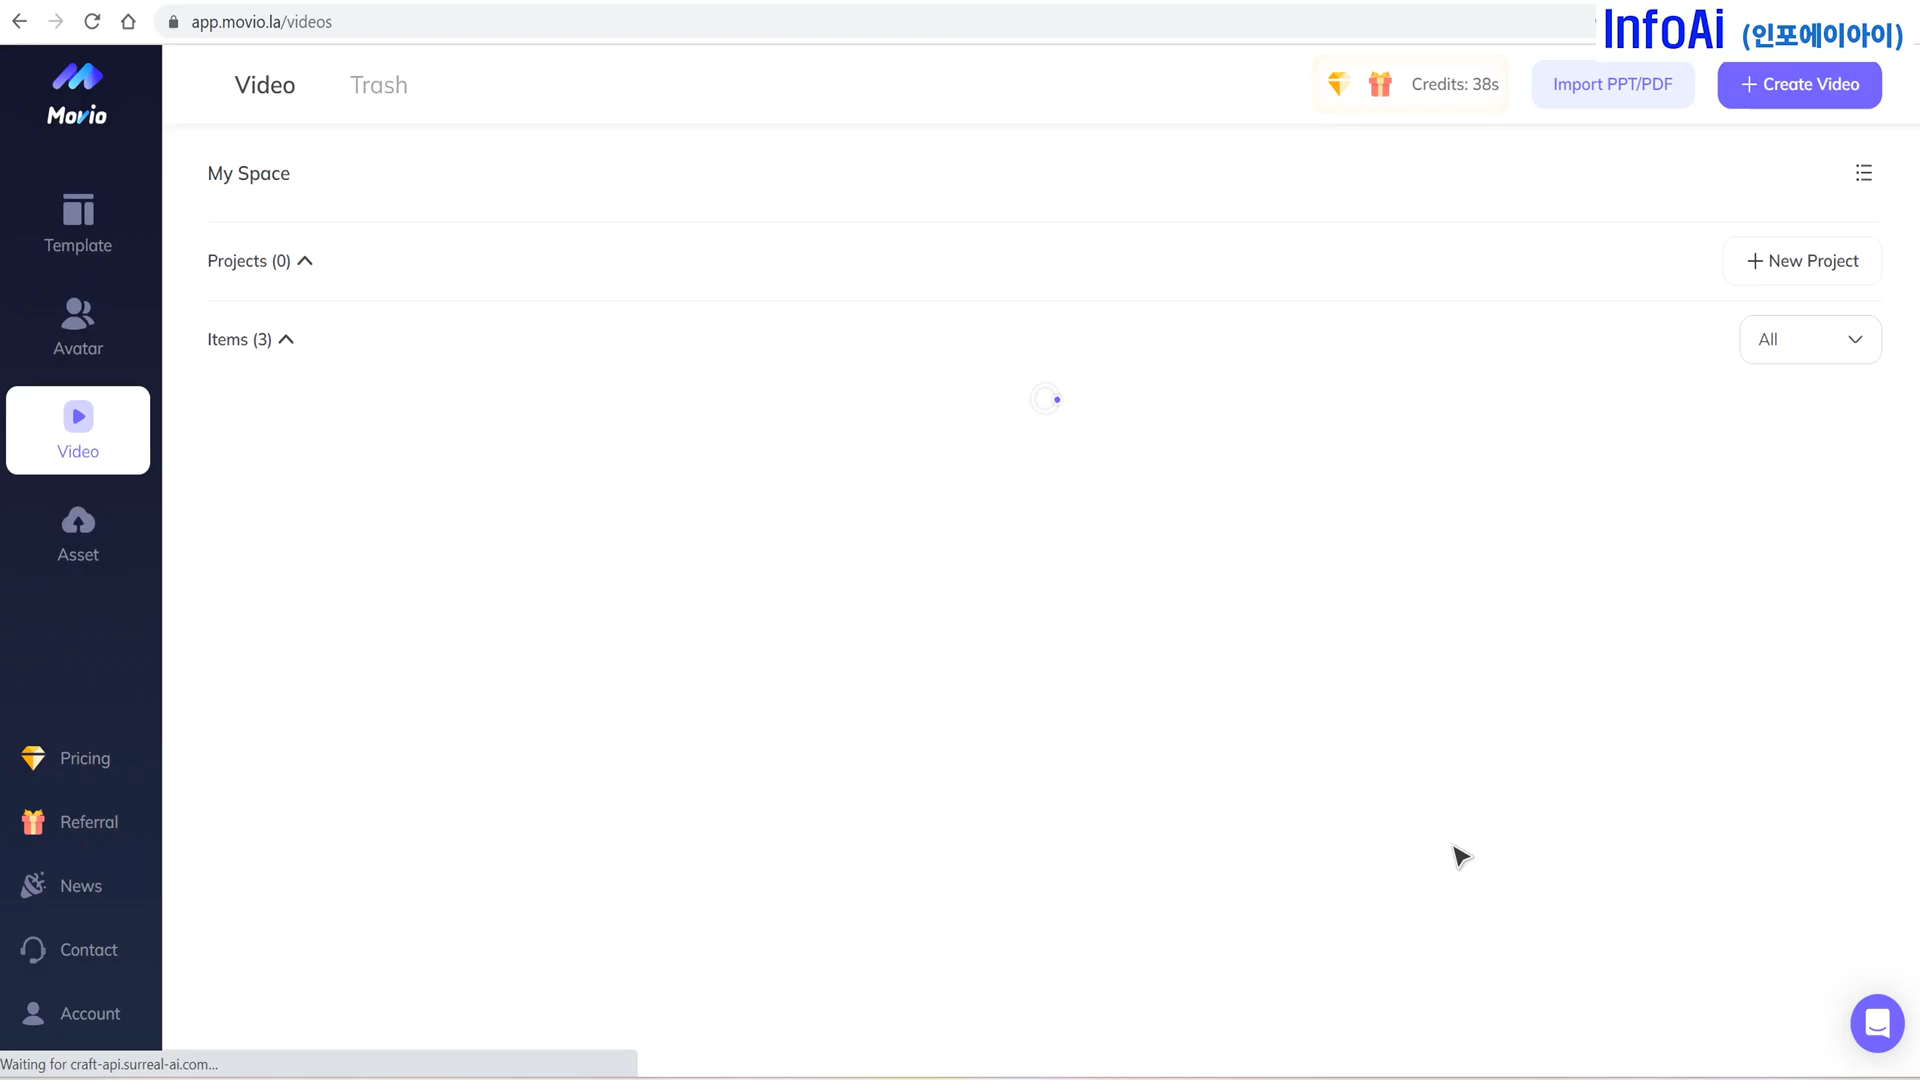 app.movio.la/videos
InfoAi (인포에이아이)
Movio
Video
Trash
Credits: 38s
Import PPT/PDF
+ Create Video
My Space
Projects (0)
+ New Project
Items (3)
All
Template
Avatar
Video
Asset
Pricing
Referral
News
Contact
Account
Waiting for craft-api.surreal-ai.com...